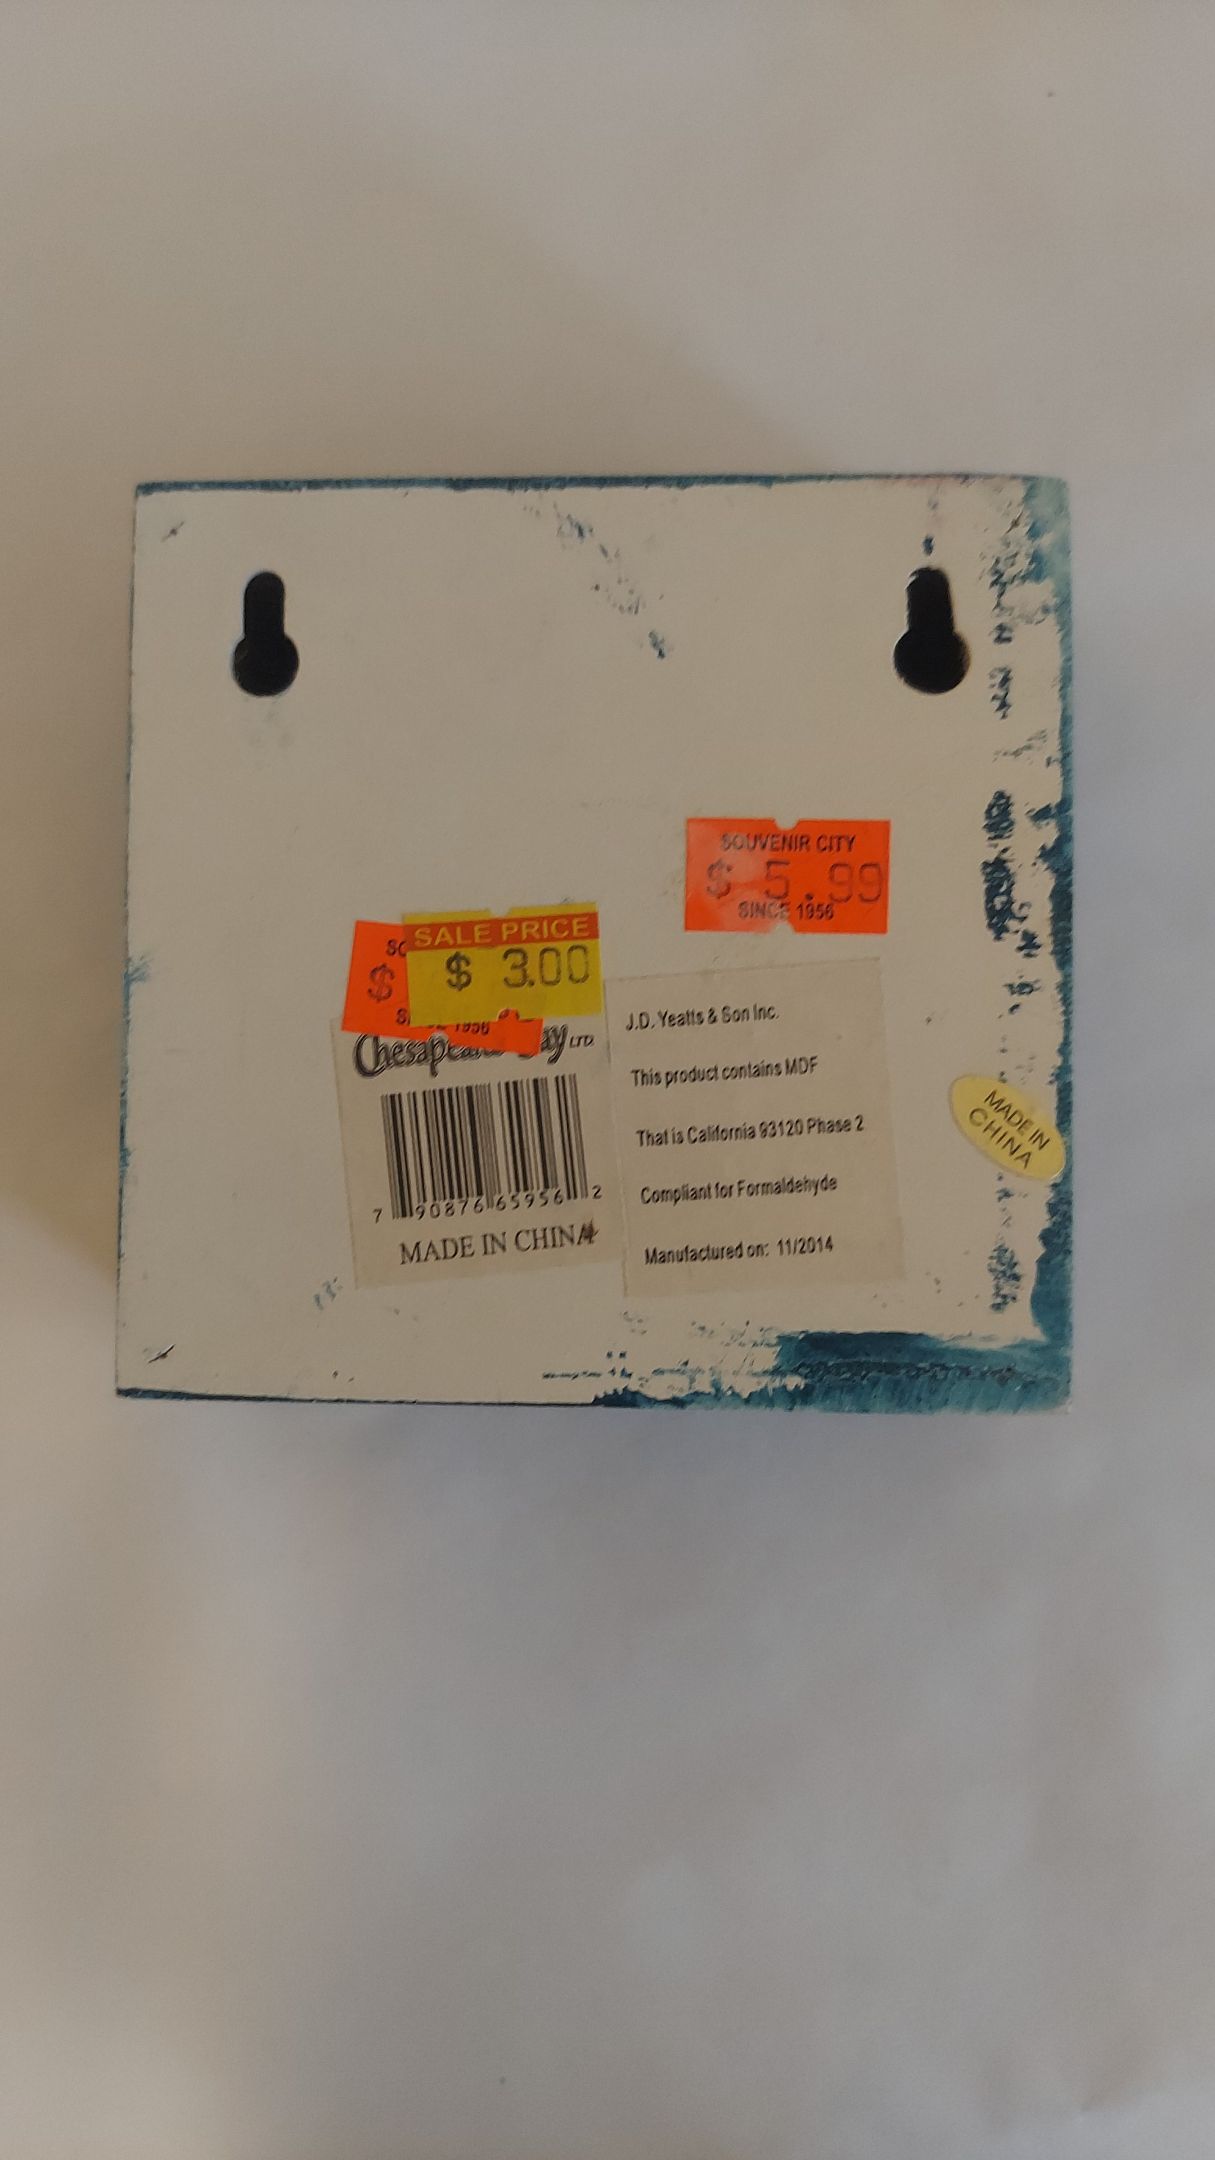 SOUVENIR CITY
$ 5.99
SINCE 1956
SALE PRICE
$ 3.00
$
1956
LTD.
7 90876 65956 2
MADE IN CHINA
J.D. Yeatts & Son Inc.
This product contains MDF
That is California 93120 Phase 2
Compliant for Formaldehyde
Manufactured on: 11/2014
MADE IN
CHINA